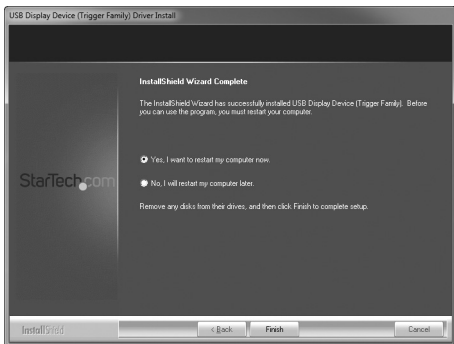 USB Display Device (Trigger Family) Driver Install
InstallShield Wizard Complete
The InstallShield Wizard has successfully installed USB Display Device (Trigger Family). Before
you can use the program, you must restart your computer.
Yes, I want to restart my computer now.
No, I will restart my computer later.
Remove any disks from their drives, and then click Finish to complete setup.
StarTech.com
InstallShield
< Back
Finish
Cancel